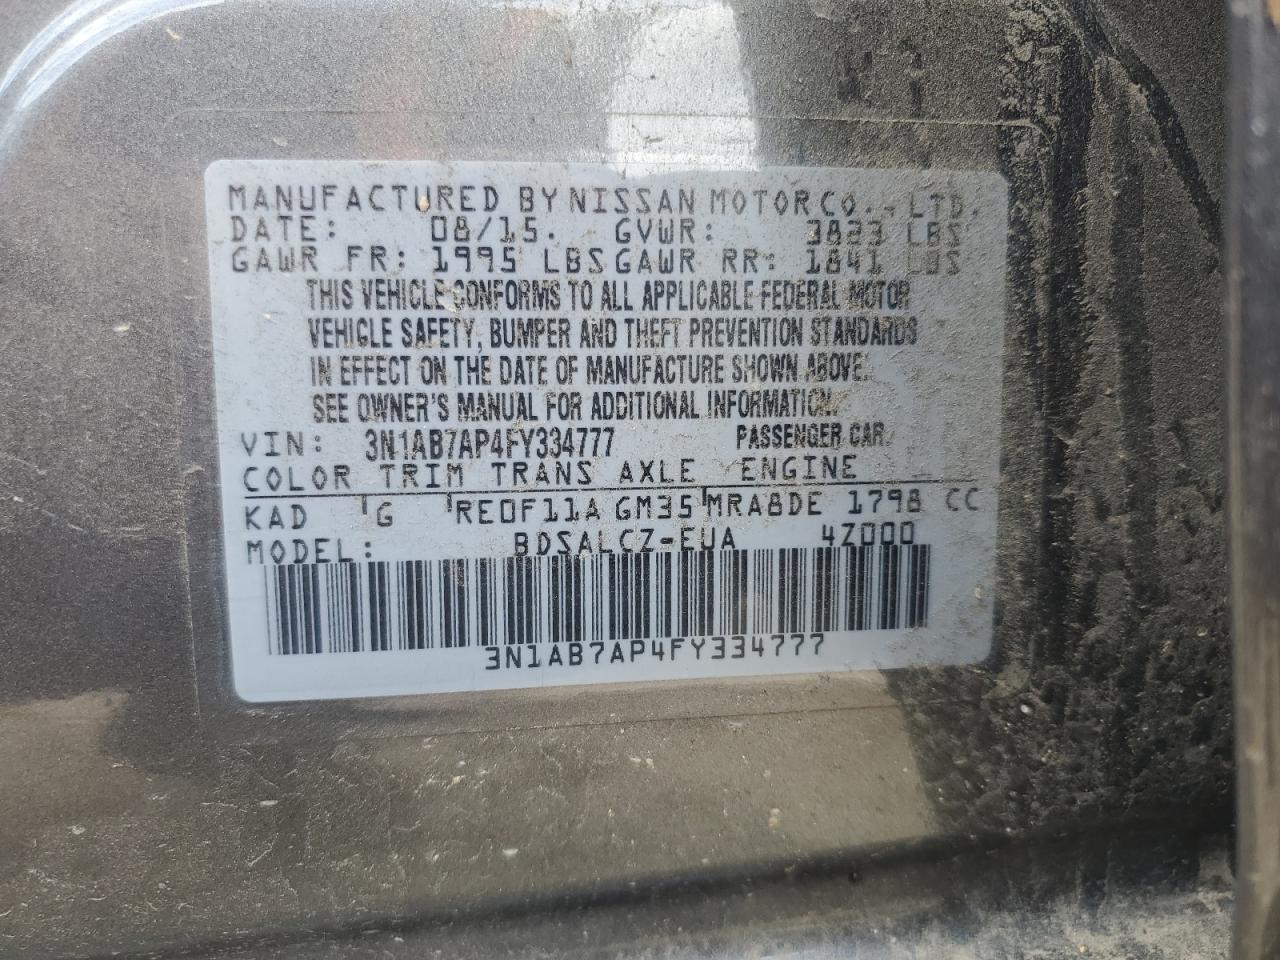 MANUFACTURED BY NISSAN MOTOR CO., LTD.
DATE: 08/15. GVWR: 3823 LBS
GAWR FR: 1995 LBS GAWR RR: 1841 LBS
THIS VEHICLE CONFORMS TO ALL APPLICABLE FEDERAL MOTOR
VEHICLE SAFETY, BUMPER AND THEFT PREVENTION STANDARDS
IN EFFECT ON THE DATE OF MANUFACTURE SHOWN ABOVE.
SEE OWNER'S MANUAL FOR ADDITIONAL INFORMATION.
VIN: 3N1AB7AP4FY334777 PASSENGER CAR
COLOR TRIM TRANS AXLE ENGINE
KAD G RE0F11A GM35 MRA8DE 1798 CC
MODEL: BDSALCZ-EUA 4Z000
3N1AB7AP4FY334777